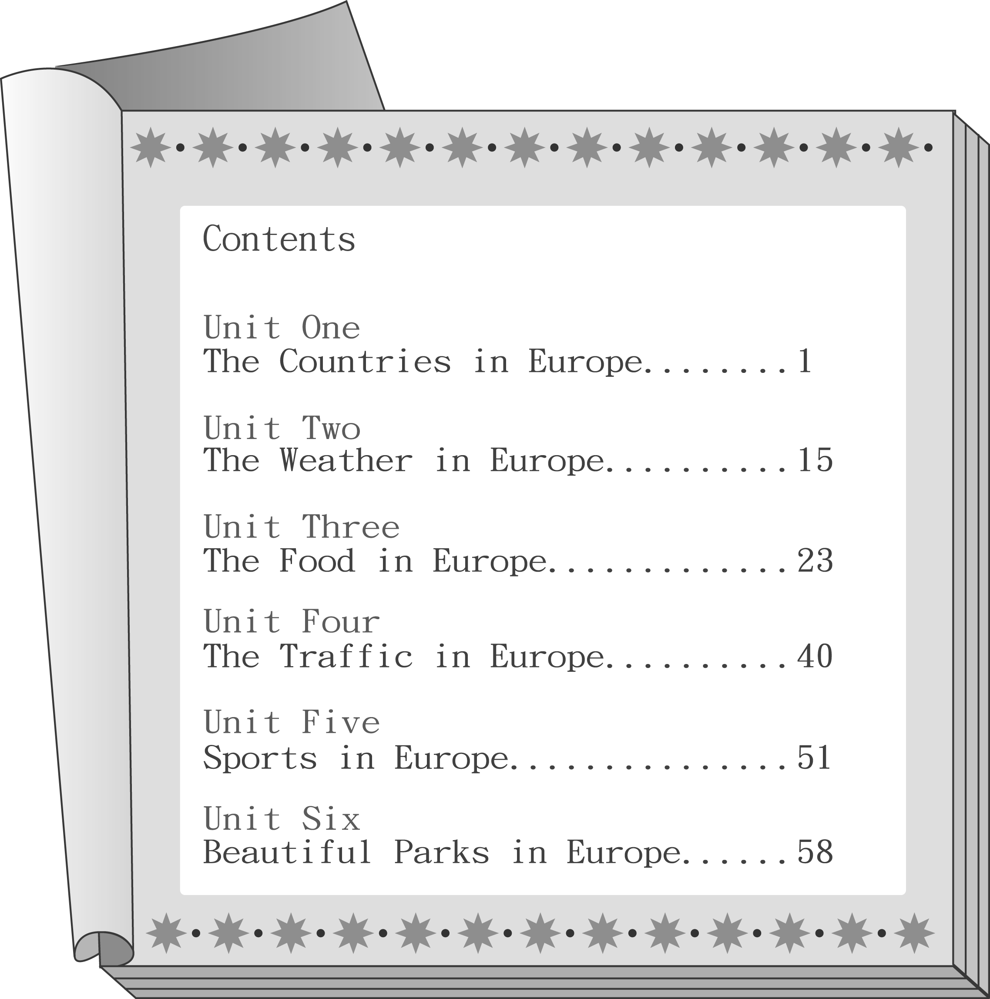 Contents
Unit One
The Countries in Europe........1
Unit Two
The Weather in Europe..........15
Unit Three
The Food in Europe.............23
Unit Four
The Traffic in Europe..........40
Unit Five
Sports in Europe...............51
Unit Six
Beautiful Parks in Europe......58